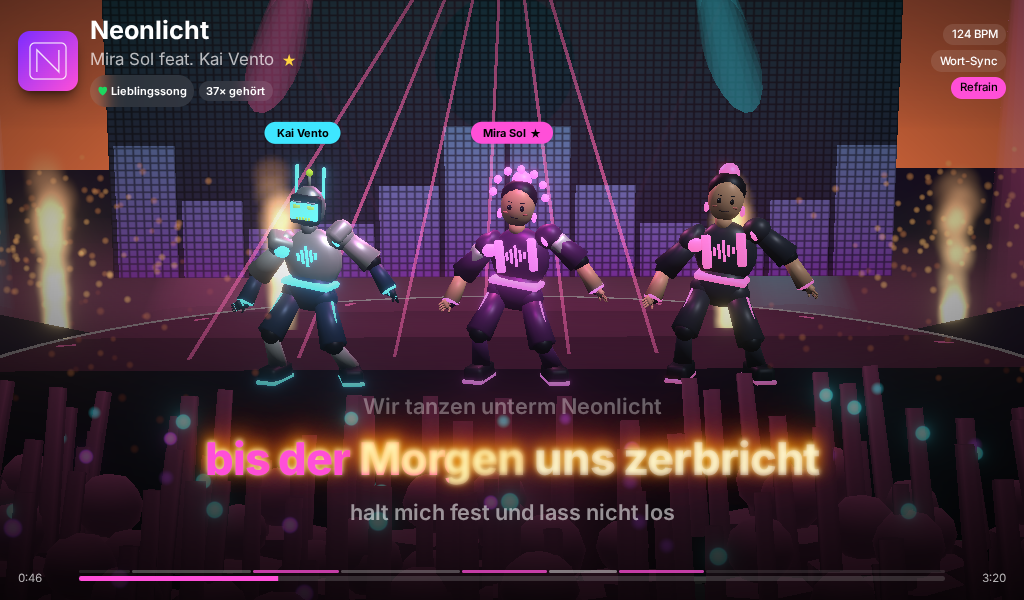 Neonlicht
Mira Sol feat. Kai Vento ★
Lieblingssong
37× gehört
124 BPM
Wort-Sync
Refrain
N
Kai Vento
Mira Sol ★
Wir tanzen unterm Neonlicht
bis der Morgen uns zerbricht
halt mich fest und lass nicht los
0:46
3:20